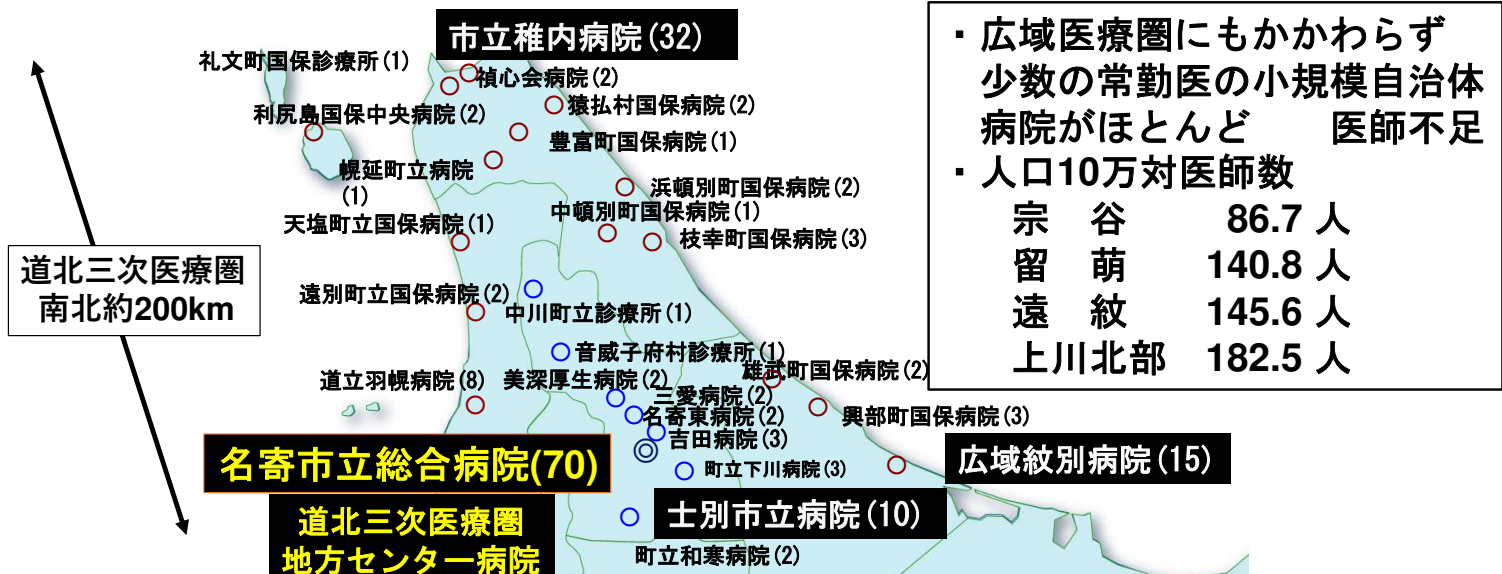 市立稚内病院(32)
礼文町国保診療所(1)
禎心会病院(2)
猿払村国保病院(2)
利尻島国保中央病院(2)
豊富町国保病院(1)
幌延町立病院
(1)
浜頓別町国保病院(2)
中頓別町国保病院(1)
天塩町立国保病院(1)
枝幸町国保病院(3)
道北三次医療圏
南北約200km
遠別町立国保病院(2)
中川町立診療所(1)
音威子府村診療所(1)
雄武町国保病院(2)
道立羽幌病院(8)
美深厚生病院(2)
三愛病院(2)
名寄東病院(2)
興部町国保病院(3)
吉田病院(3)
名寄市立総合病院(70)
町立下川病院(3)
広域紋別病院(15)
道北三次医療圏
地方センター病院
士別市立病院(10)
町立和寒病院(2)
・広域医療圏にもかかわらず
少数の常勤医の小規模自治体
病院がほとんど　医師不足
・人口10万対医師数
宗　谷　86.7 人
留　萌　140.8 人
遠　紋　145.6 人
上川北部　182.5 人